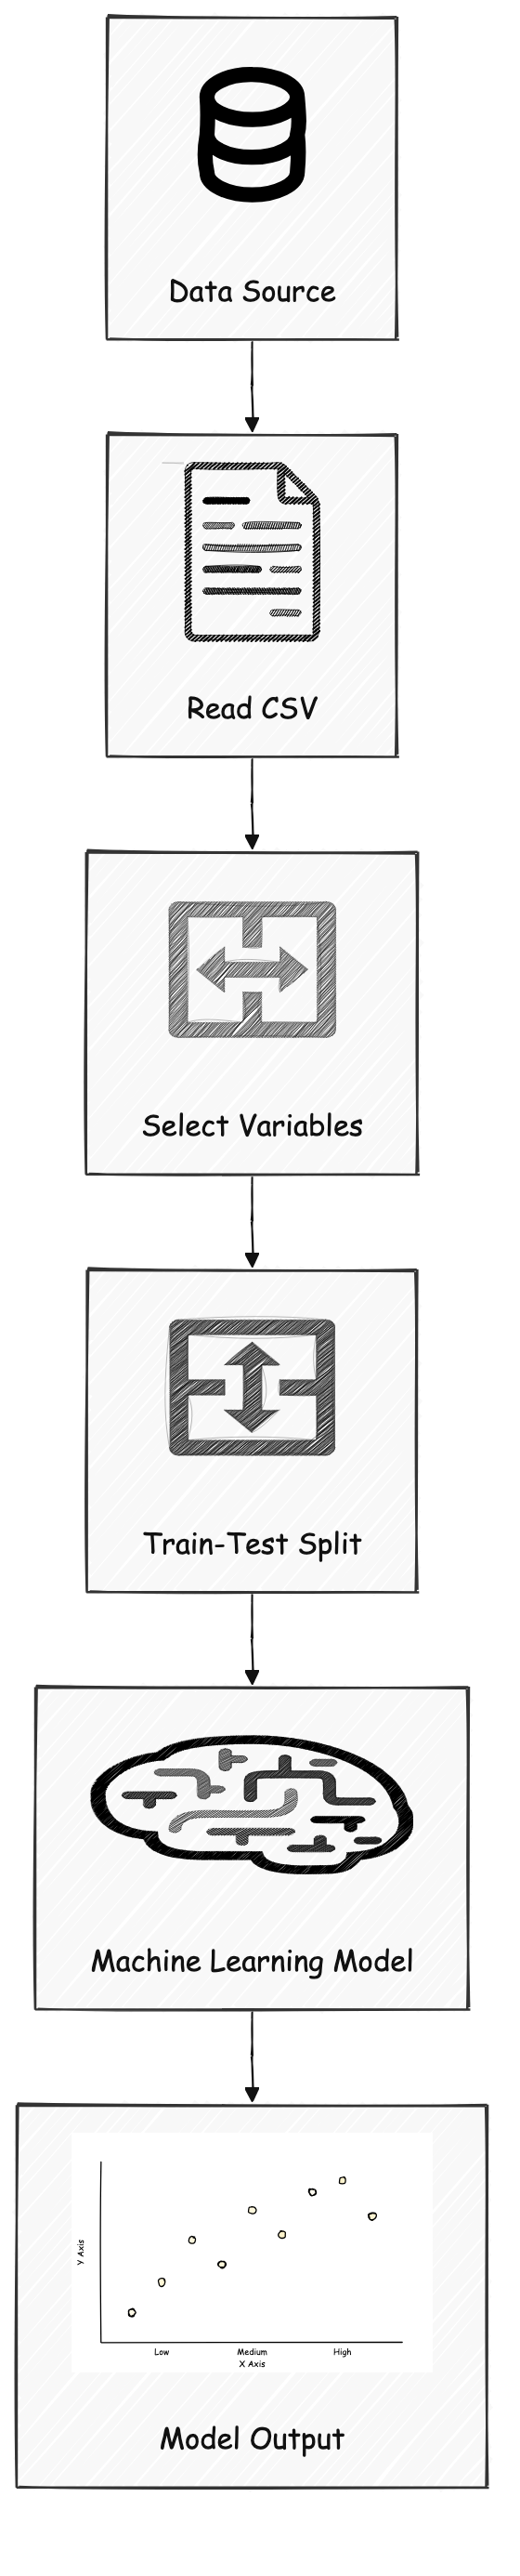 Data Source
Read CSV
Select Variables
Train-Test Split
Machine Learning Model
Y Axis
Low Medium High
X Axis
Model Output